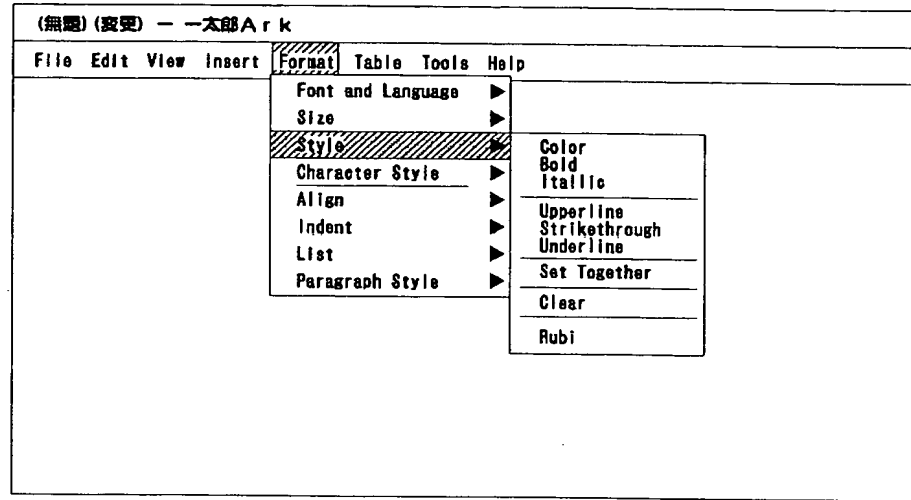 (無題) (変更) － 一太郎Ark
File Edit View Insert Format Table Tools Help
Font and Language ▶
Size ▶
Style ▶
Character Style ▶
Align ▶
Indent ▶
List ▶
Paragraph Style ▶
Color
Bold
Itallic
Upperline
Strikethrough
Underline
Set Together
Clear
Rubi